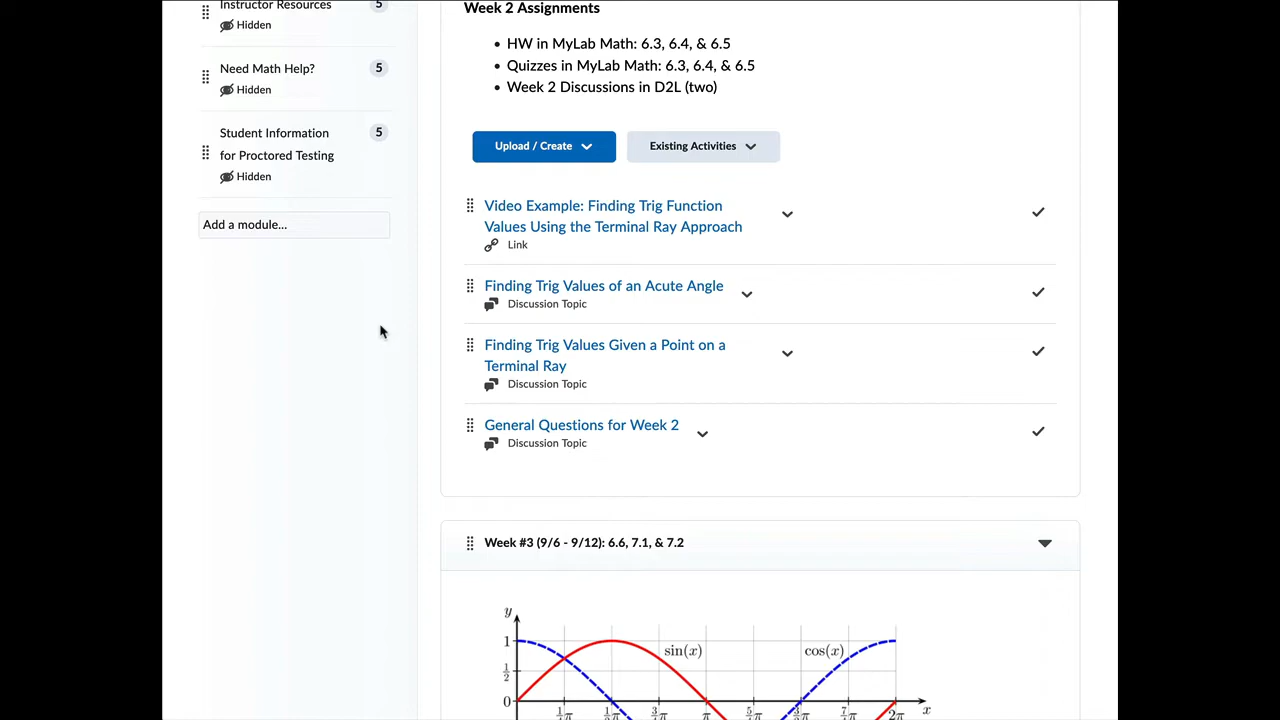 Instructor Resources
5
Hidden
Need Math Help?
5
Hidden
Student Information
for Proctored Testing
5
Hidden
Add a module...
Week 2 Assignments
HW in MyLab Math: 6.3, 6.4, & 6.5
Quizzes in MyLab Math: 6.3, 6.4, & 6.5
Week 2 Discussions in D2L (two)
Upload / Create
Existing Activities
Video Example: Finding Trig Function
Values Using the Terminal Ray Approach
Link
Finding Trig Values of an Acute Angle
Discussion Topic
Finding Trig Values Given a Point on a
Terminal Ray
Discussion Topic
General Questions for Week 2
Discussion Topic
Week #3 (9/6 - 9/12): 6.6, 7.1, & 7.2
y
1
sin(x)
cos(x)
1/2
0
π
2π
x